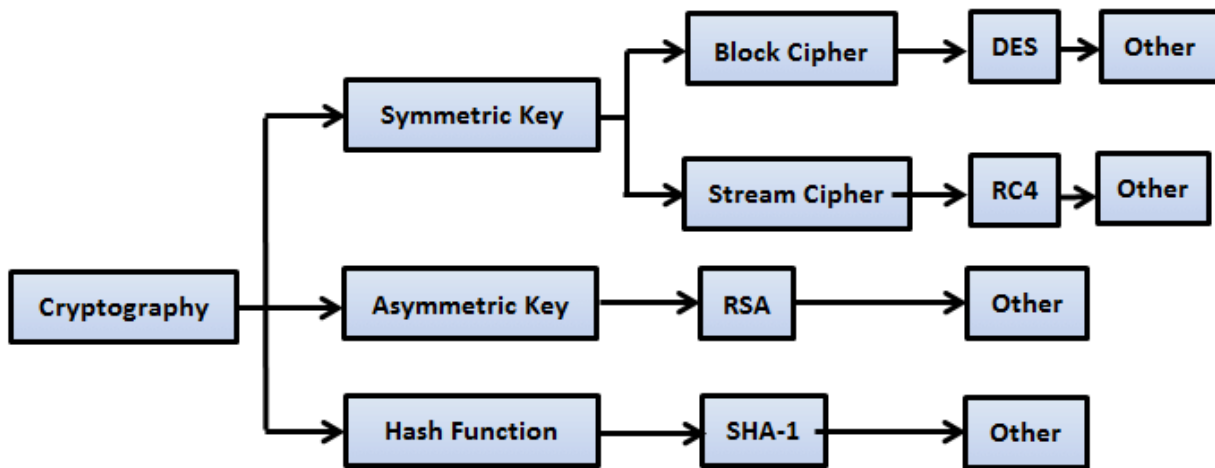 Block Cipher
DES
Other
Symmetric Key
Stream Cipher
RC4
Other
Cryptography
Asymmetric Key
RSA
Other
Hash Function
SHA-1
Other